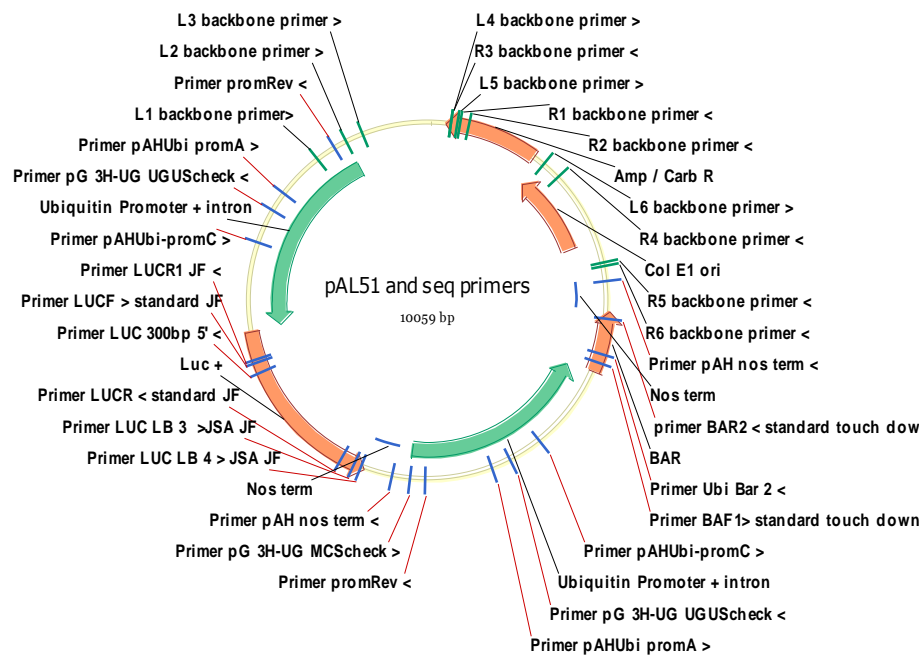 L3 backbone primer >
L2 backbone primer >
Primer promRev <
L1 backbone primer>
Primer pAHUbi promA >
Primer pG 3H-UG UGUScheck <
Ubiquitin Promoter + intron
Primer pAHUbi-promC >
Primer LUCR1 JF <
Primer LUCF > standard JF
Primer LUC 300bp 5' <
Luc +
Primer LUCR < standard JF
Primer LUC LB 3 >JSA JF
Primer LUC LB 4 > JSA JF
Nos term
Primer pAH nos term <
Primer pG 3H-UG MCScheck >
Primer promRev <
L4 backbone primer >
R3 backbone primer <
L5 backbone primer >
R1 backbone primer <
R2 backbone primer <
Amp / Carb R
L6 backbone primer >
R4 backbone primer <
Col E1 ori
R5 backbone primer <
R6 backbone primer <
Primer pAH nos term <
Nos term
primer BAR2 < standard touch dow
BAR
Primer Ubi Bar 2 <
Primer BAF1> standard touch down
Primer pAHUbi-promC >
Ubiquitin Promoter + intron
Primer pG 3H-UG UGUScheck <
Primer pAHUbi promA >
pAL51 and seq primers
10059 bp